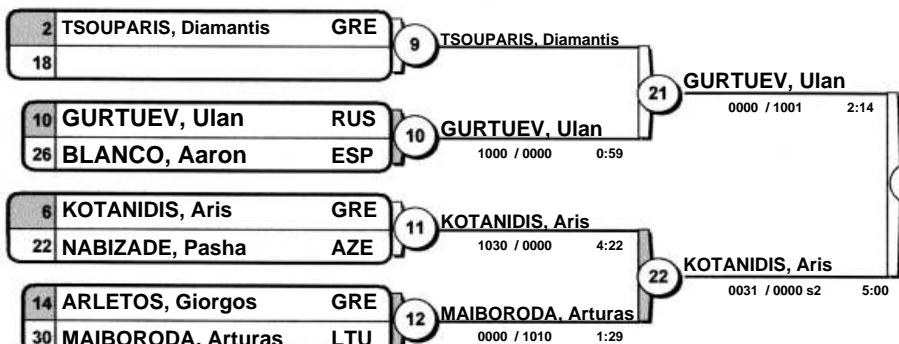 2 TSOUPARIS, Diamantis GRE
18
9
TSOUPARIS, Diamantis
10 GURTUEV, Ulan RUS
26 BLANCO, Aaron ESP
10
GURTUEV, Ulan
1000 / 0000 0:59
21
GURTUEV, Ulan
0000 / 1001 2:14
6 KOTANIDIS, Aris GRE
22 NABIZADE, Pasha AZE
11
KOTANIDIS, Aris
1030 / 0000 4:22
14 ARLETOS, Giorgos GRE
30 MAIBORODA, Arturas LTU
12
MAIBORODA, Arturas
0000 / 1010 1:29
22
KOTANIDIS, Aris
0031 / 0000 s2 5:00